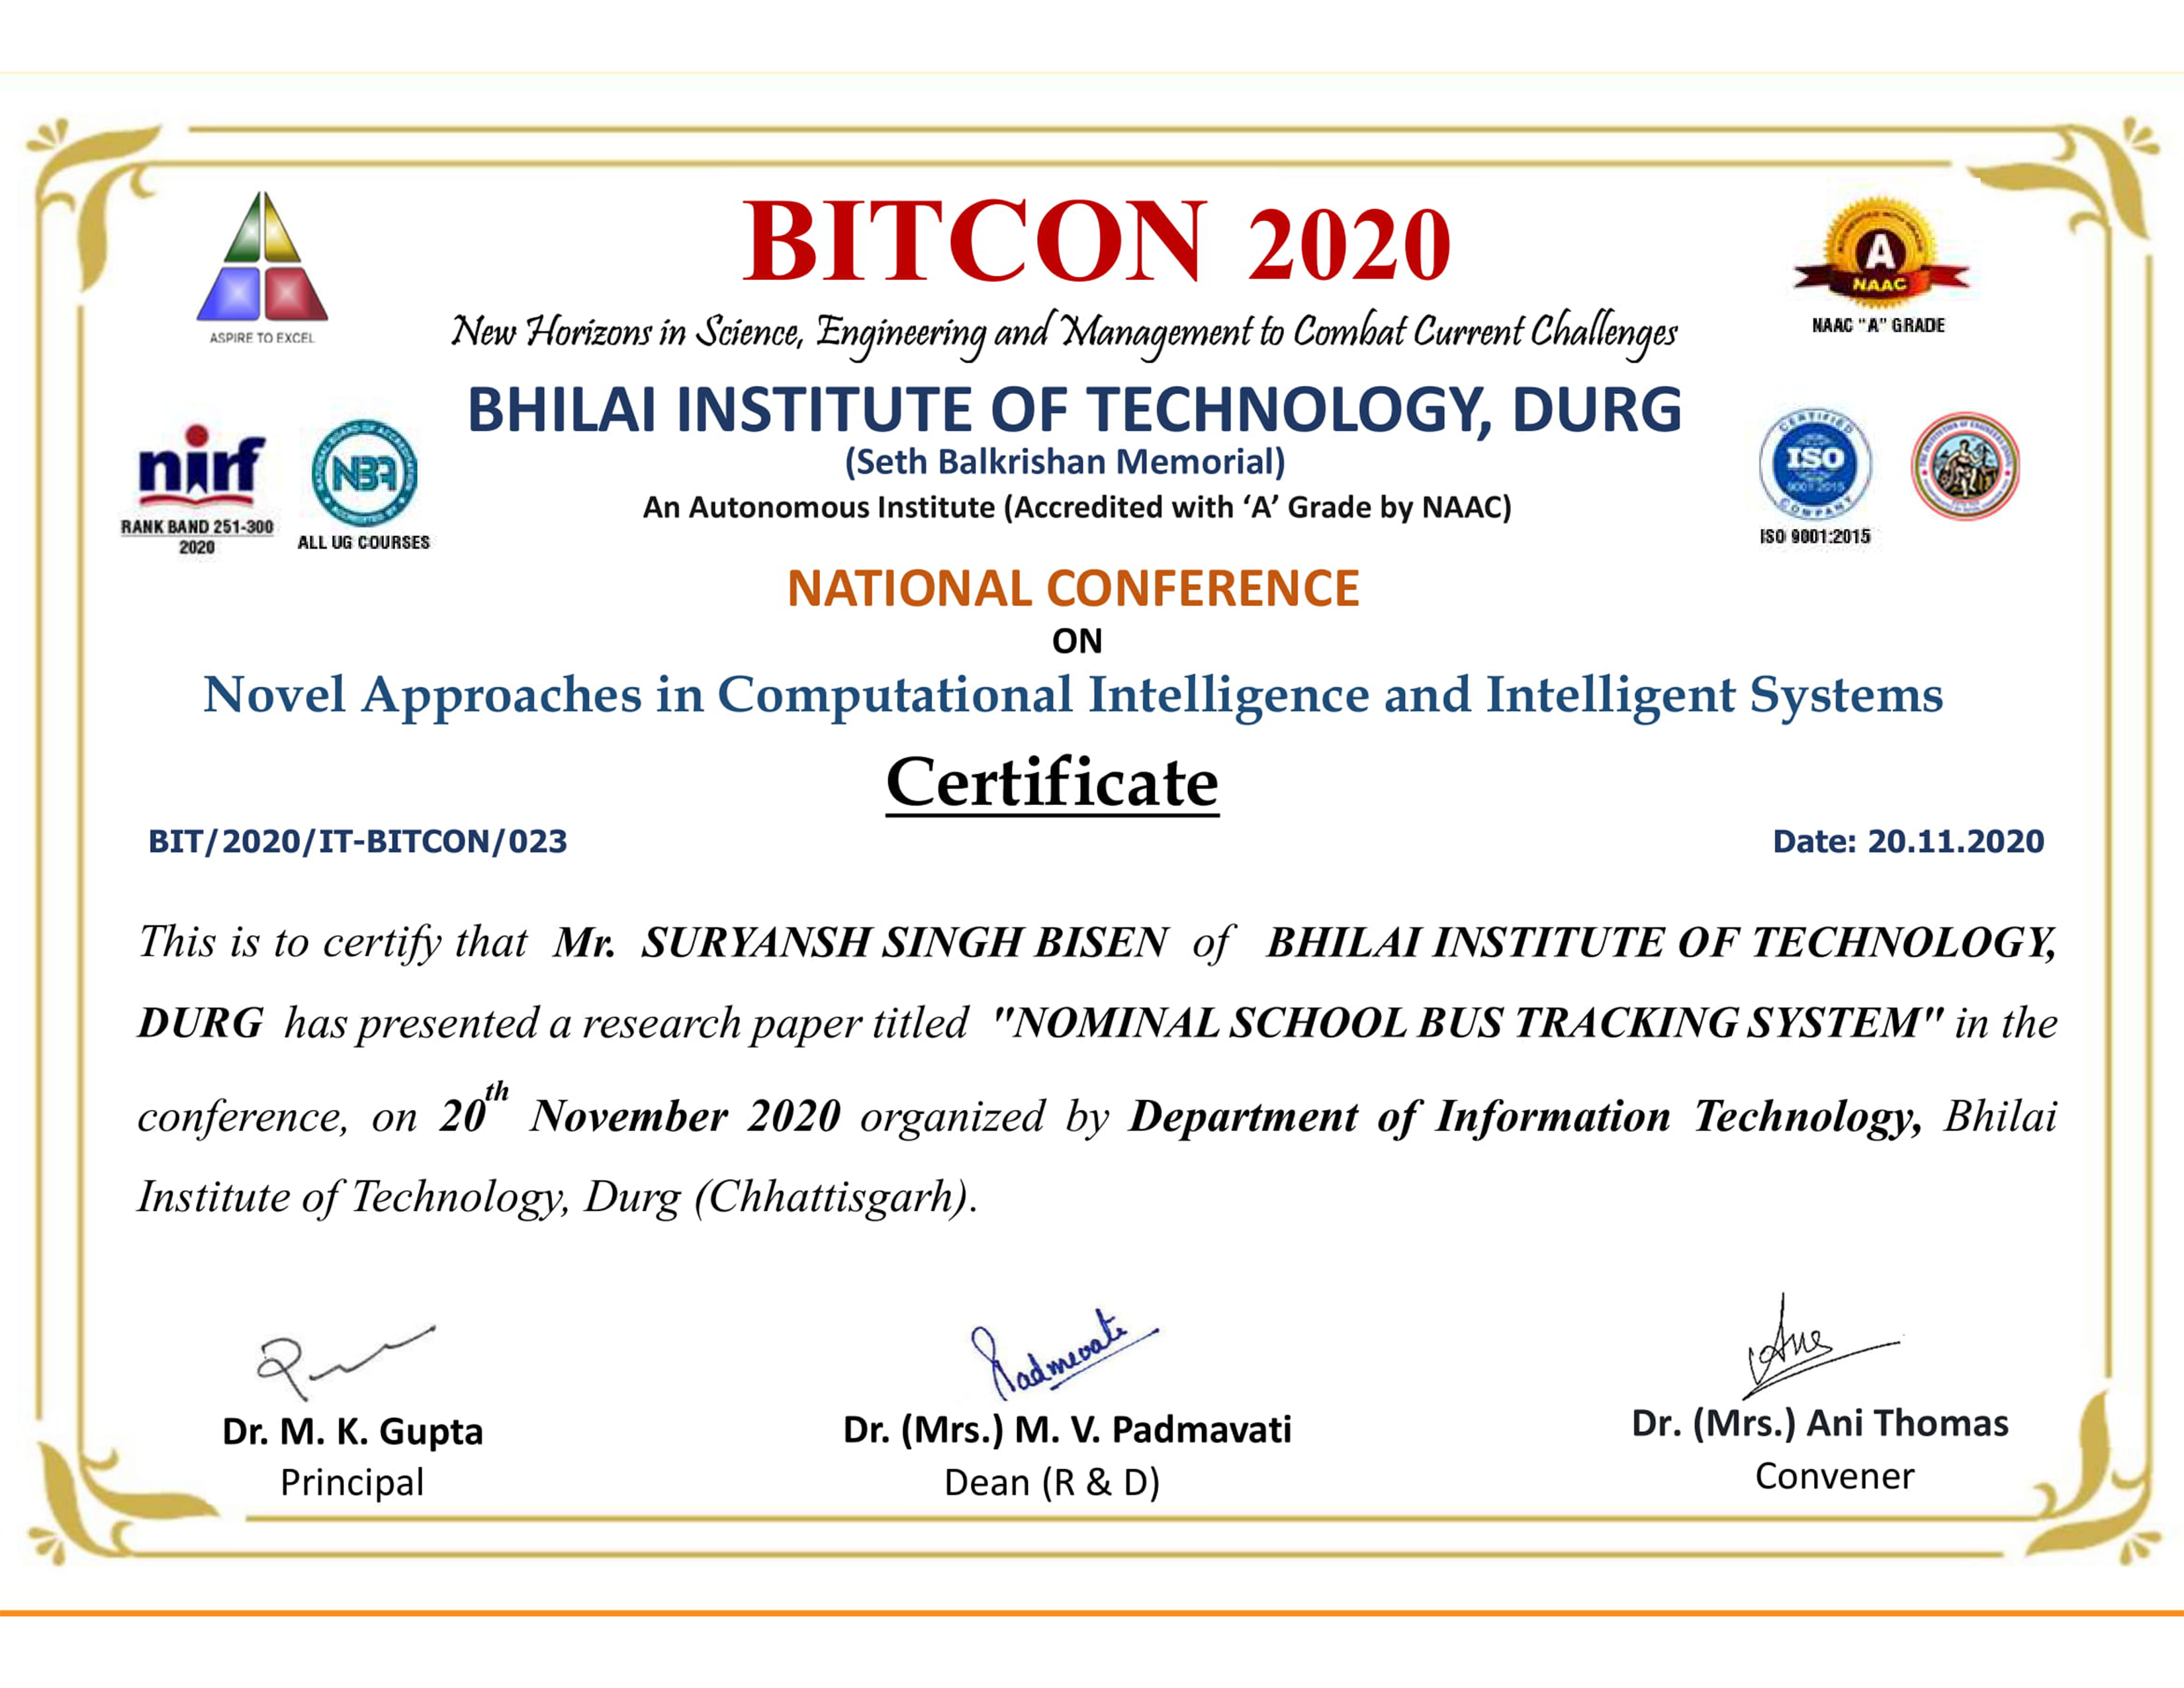 BITCON 2020
New Horizons in Science, Engineering and Management to Combat Current Challenges
ASPIRE TO EXCEL
A
NAAC
NAAC "A" GRADE
BHILAI INSTITUTE OF TECHNOLOGY, DURG
(Seth Balkrishan Memorial)
An Autonomous Institute (Accredited with ‘A’ Grade by NAAC)
nirf
RANK BAND 251-300
2020
NBA
ALL UG COURSES
CERTIFIED
ISO
9001:2015
COMPANY
ISO 9001:2015
NATIONAL CONFERENCE
ON
Novel Approaches in Computational Intelligence and Intelligent Systems
Certificate
BIT/2020/IT-BITCON/023
Date: 20.11.2020
This is to certify that Mr. SURYANSH SINGH BISEN of BHILAI INSTITUTE OF TECHNOLOGY,
DURG has presented a research paper titled "NOMINAL SCHOOL BUS TRACKING SYSTEM" in the
conference, on 20th November 2020 organized by Department of Information Technology, Bhilai
Institute of Technology, Durg (Chhattisgarh).
Padmavati
Dr. M. K. Gupta
Principal
Dr. (Mrs.) M. V. Padmavati
Dean (R & D)
Dr. (Mrs.) Ani Thomas
Convener